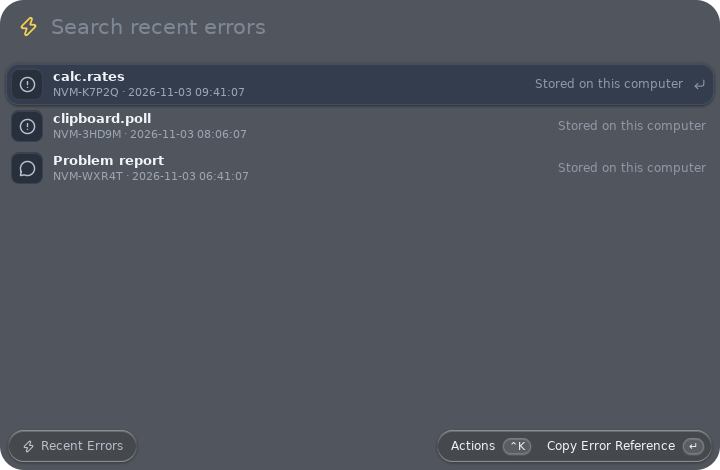 Search recent errors
calc.rates
NVM-K7P2Q · 2026-11-03 09:41:07
Stored on this computer
clipboard.poll
NVM-3HD9M · 2026-11-03 08:06:07
Stored on this computer
Problem report
NVM-WXR4T · 2026-11-03 06:41:07
Stored on this computer
Recent Errors
Actions ^K Copy Error Reference ↵